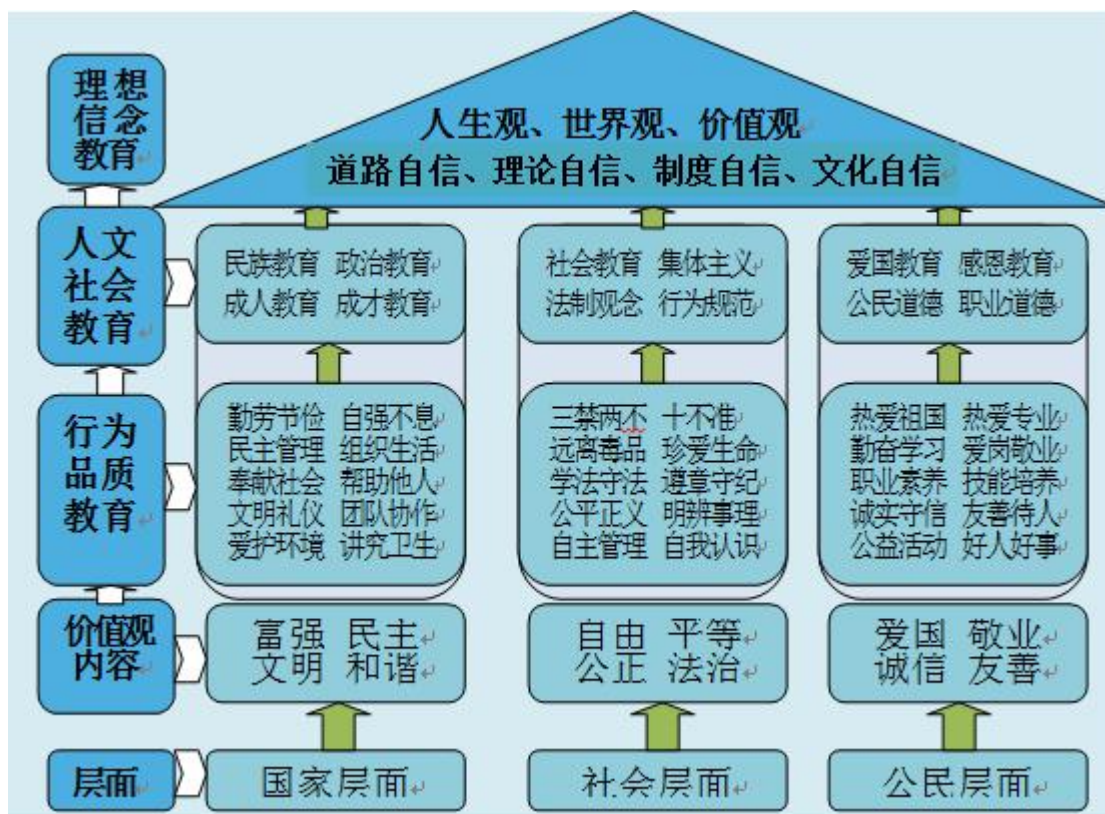 理想
信念
教育
人生观、世界观、价值观
道路自信、理论自信、制度自信、文化自信
人文
社会
教育
民族教育 政治教育
成人教育 成才教育
社会教育 集体主义
法制观念 行为规范
爱国教育 感恩教育
公民道德 职业道德
行为
品质
教育
勤劳节俭 自强不息
民主管理 组织生活
奉献社会 帮助他人
文明礼仪 团队协作
爱护环境 讲究卫生
三禁两不 十不准
远离毒品 珍爱生命
学法守法 遵章守纪
公平正义 明辨事理
自主管理 自我认识
热爱祖国 热爱专业
勤奋学习 爱岗敬业
职业素养 技能培养
诚实守信 友善待人
公益活动 好人好事
价值观
内容
富强 民主
文明 和谐
自由 平等
公正 法治
爱国 敬业
诚信 友善
层面
国家层面
社会层面
公民层面